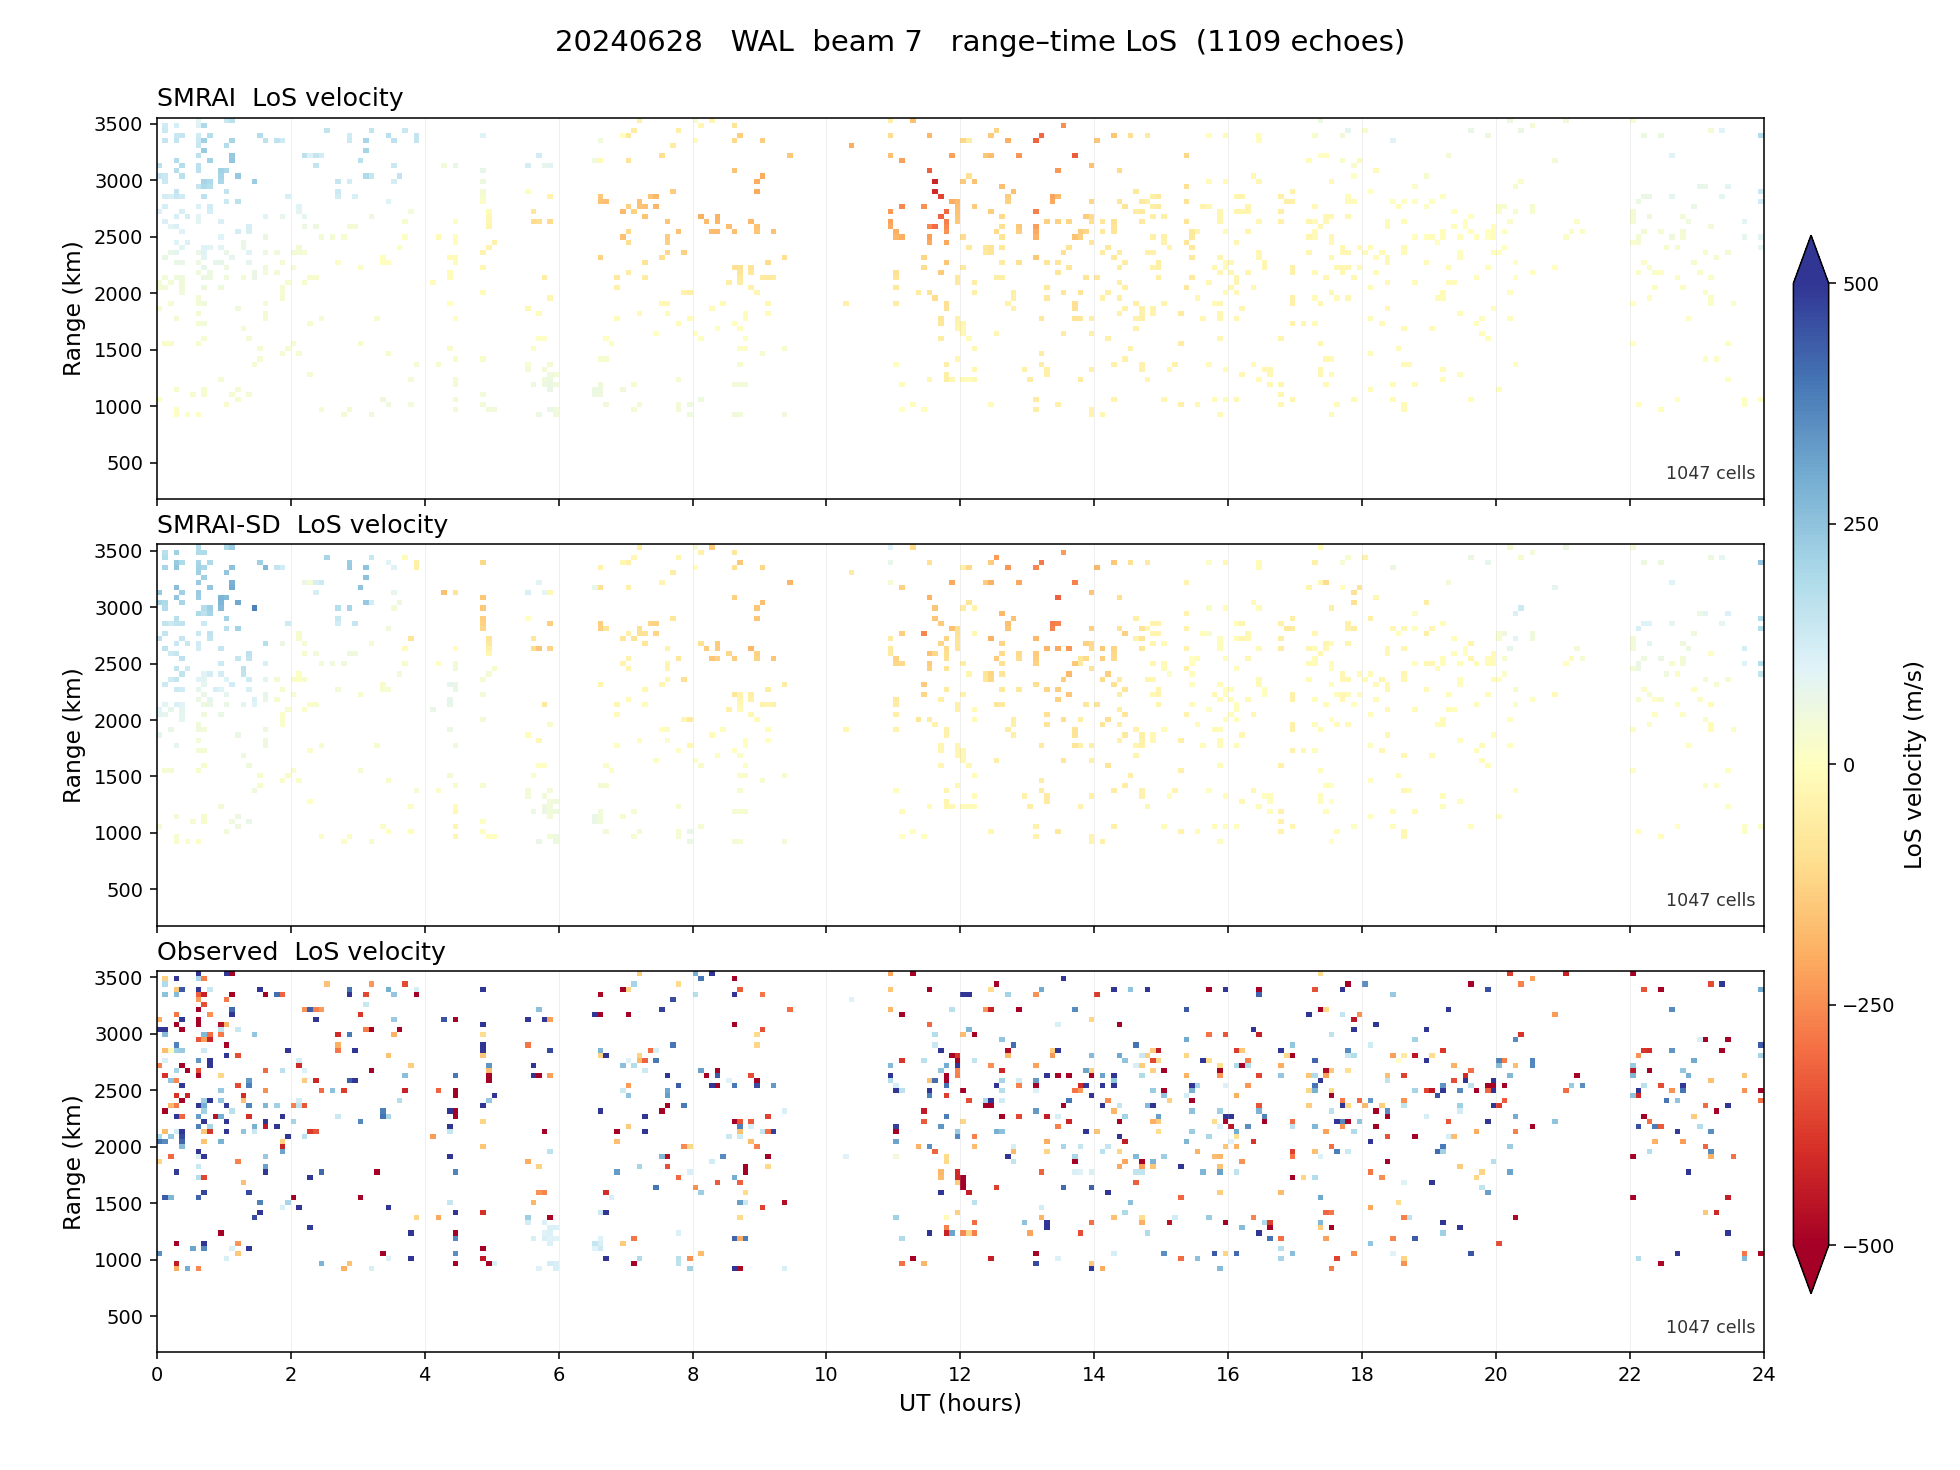 20240628   WAL  beam 7   range–time LoS  (1109 echoes)
SMRAI  LoS velocity
3500
3000
2500
2000
1500
1000
500
Range (km)
1047 cells
SMRAI-SD  LoS velocity
3500
3000
2500
2000
1500
1000
500
Range (km)
1047 cells
Observed  LoS velocity
3500
3000
2500
2000
1500
1000
500
Range (km)
1047 cells
0 2 4 6 8 10 12 14 16 18 20 22 24
UT (hours)
500
250
0
−250
−500
LoS velocity (m/s)